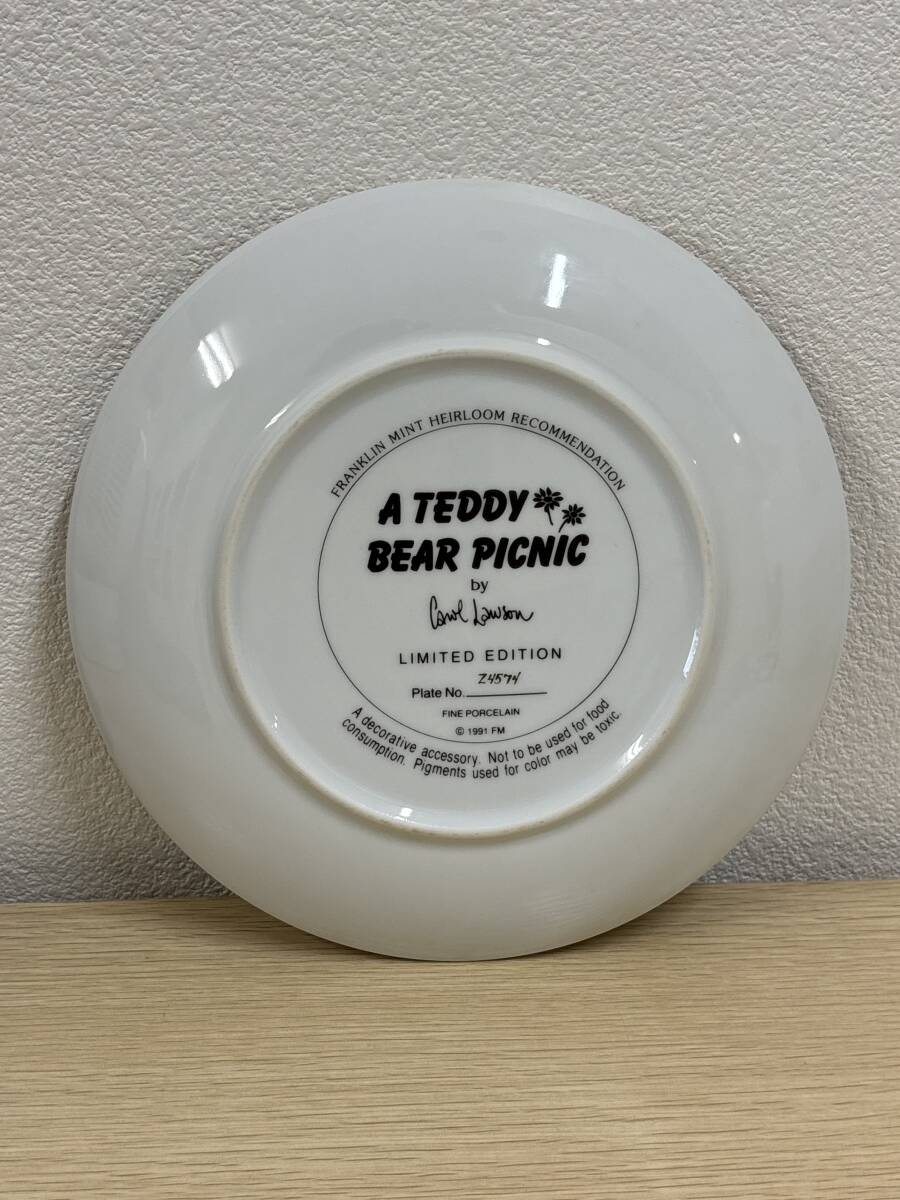 FRANKLIN MINT HEIRLOOM RECOMMENDATION
A TEDDY
BEAR PICNIC
by
Carol Lawson
LIMITED EDITION
Plate No. Z4574
FINE PORCELAIN
© 1991 FM
A decorative accessory. Not to be used for food
consumption. Pigments used for color may be toxic.